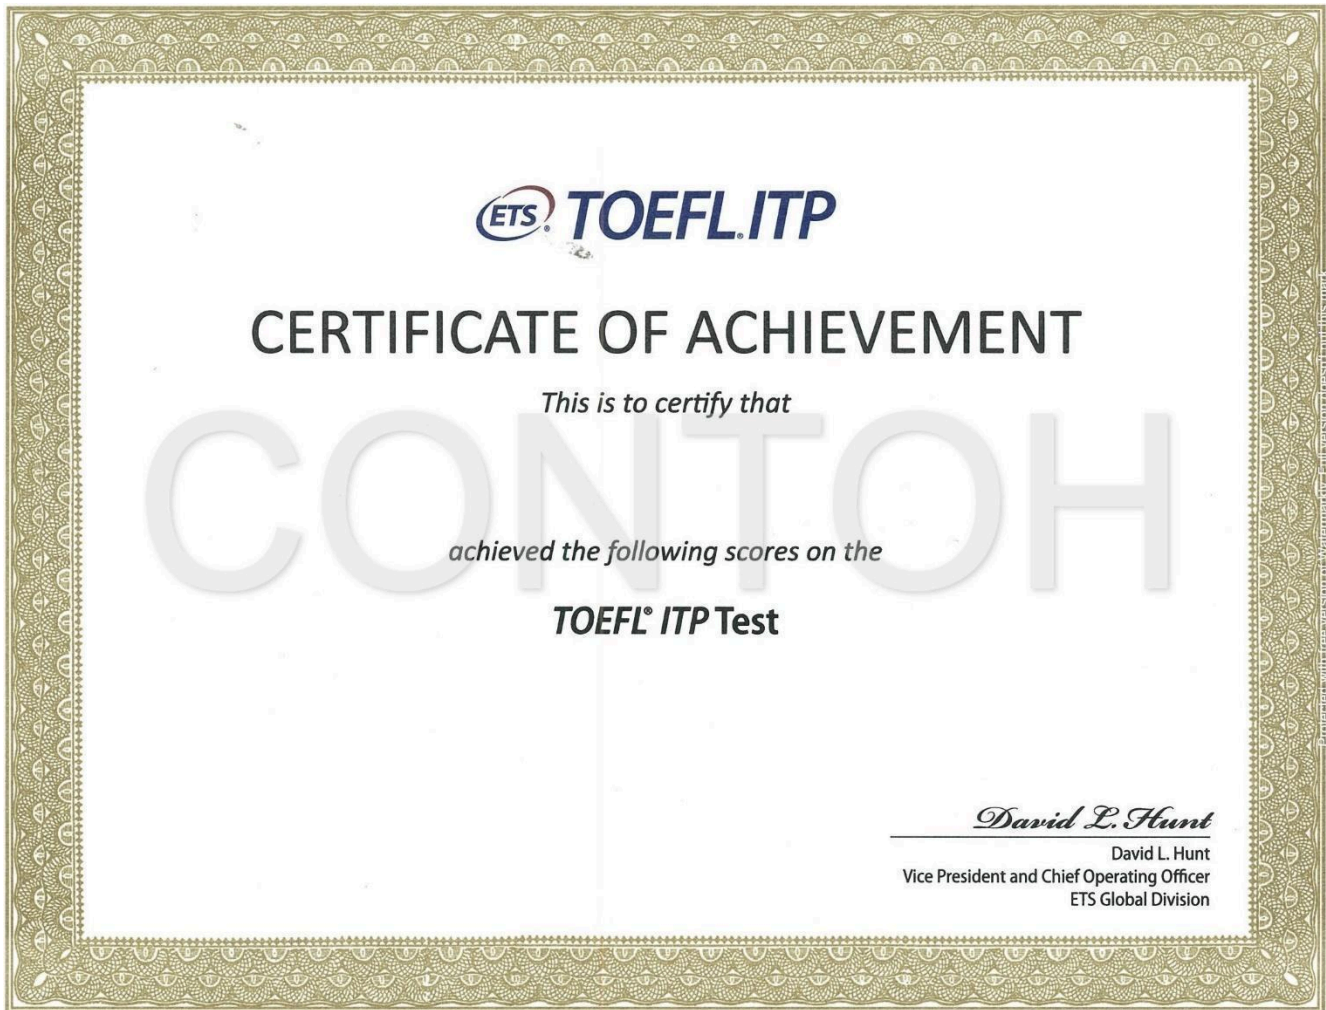 ETS® TOEFL®ITP
CERTIFICATE OF ACHIEVEMENT
This is to certify that
CONTOH
achieved the following scores on the
TOEFL® ITP Test
David L. Hunt
David L. Hunt
Vice President and Chief Operating Officer
ETS Global Division